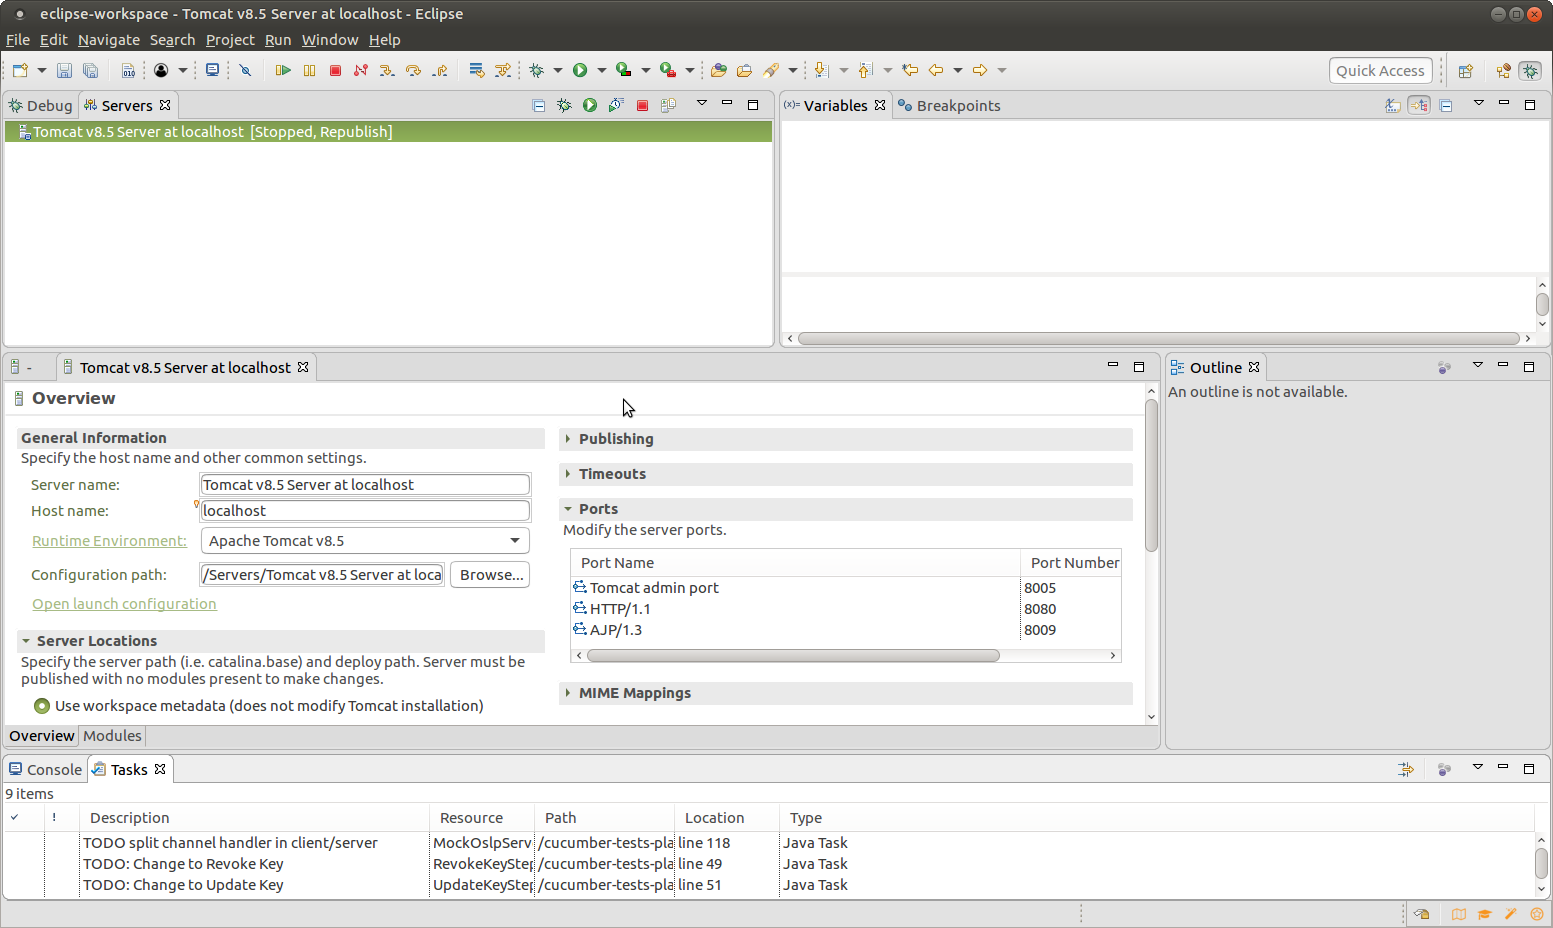 eclipse-workspace - Tomcat v8.5 Server at localhost - Eclipse
File Edit Navigate Search Project Run Window Help
010
Quick Access
Debug Servers
(x)= Variables Breakpoints
Tomcat v8.5 Server at localhost [Stopped, Republish]
- Tomcat v8.5 Server at localhost
Outline
An outline is not available.
Overview
General Information
Specify the host name and other common settings.
Server name: Tomcat v8.5 Server at localhost
Host name: localhost
Runtime Environment: Apache Tomcat v8.5
Configuration path: /Servers/Tomcat v8.5 Server at loca Browse...
Open launch configuration
Server Locations
Specify the server path (i.e. catalina.base) and deploy path. Server must be
published with no modules present to make changes.
Use workspace metadata (does not modify Tomcat installation)
Publishing
Timeouts
Ports
Modify the server ports.
Port Name Port Number
Tomcat admin port 8005
HTTP/1.1 8080
AJP/1.3 8009
MIME Mappings
Overview Modules
Console Tasks
9 items
! Description Resource Path Location Type
TODO split channel handler in client/server MockOslpServ /cucumber-tests-pla line 118 Java Task
TODO: Change to Revoke Key RevokeKeyStep /cucumber-tests-pla line 49 Java Task
TODO: Change to Update Key UpdateKeyStep /cucumber-tests-pla line 51 Java Task